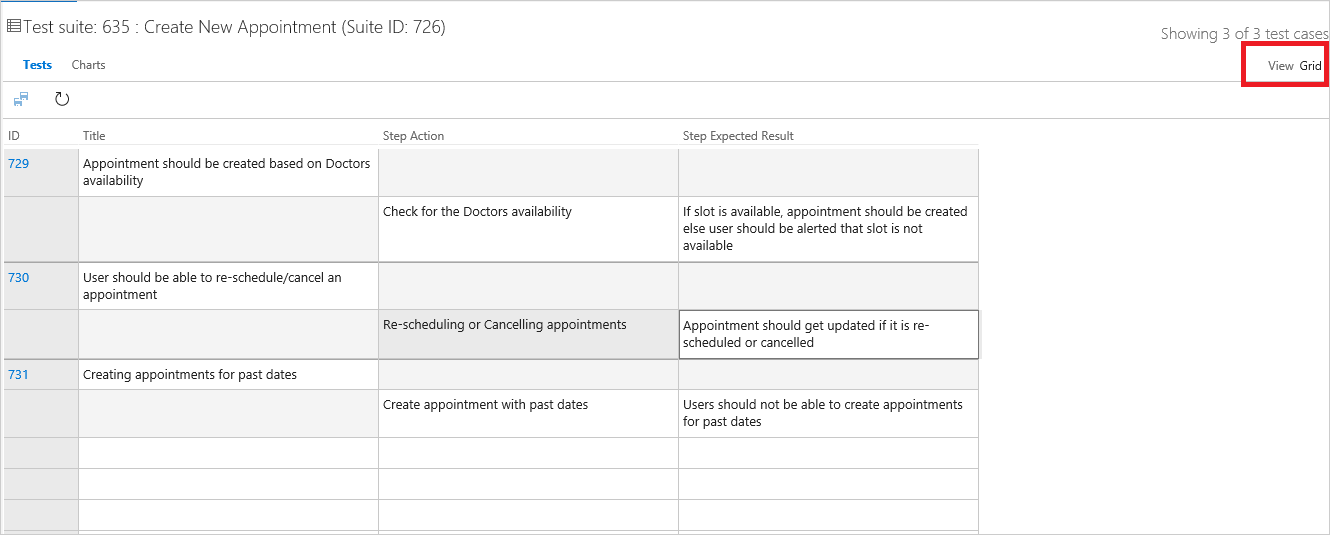 Test suite: 635 : Create New Appointment (Suite ID: 726)
Showing 3 of 3 test cases
Tests Charts
View Grid
ID Title Step Action Step Expected Result
729 Appointment should be created based on Doctors
availability
Check for the Doctors availability
If slot is available, appointment should be created
else user should be alerted that slot is not
available
730 User should be able to re-schedule/cancel an
appointment
Re-scheduling or Cancelling appointments
Appointment should get updated if it is re-
scheduled or cancelled
731 Creating appointments for past dates
Create appointment with past dates
Users should not be able to create appointments
for past dates